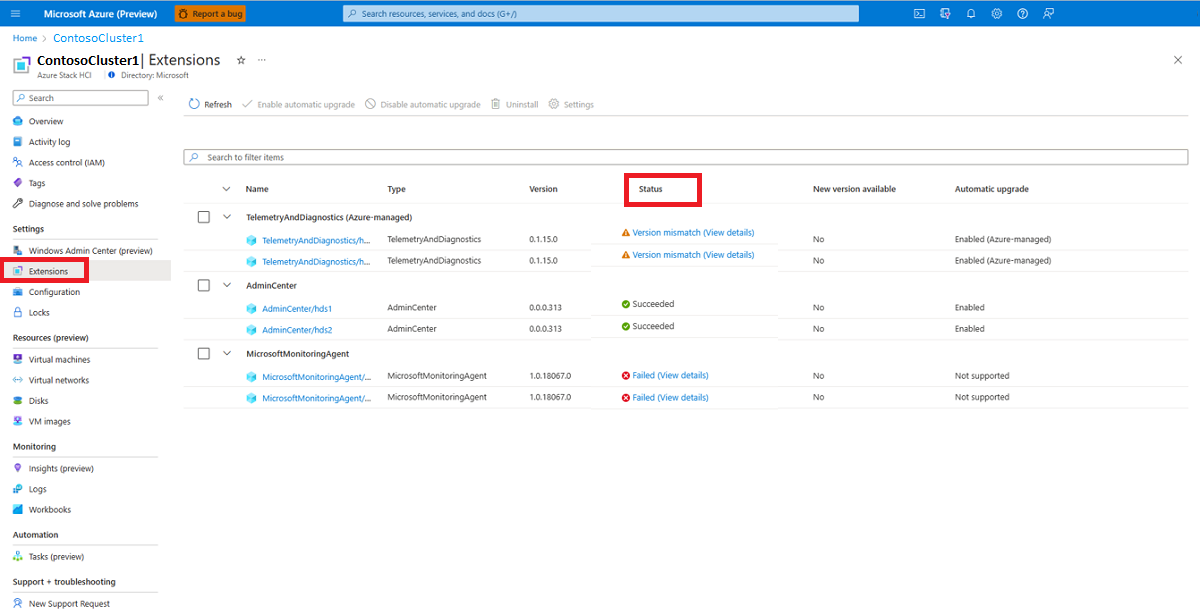 Microsoft Azure (Preview)
Report a bug
Search resources, services, and docs (G+/)
Home > ContosoCluster1
ContosoCluster1 | Extensions
Azure Stack HCI
Directory: Microsoft
Search
Overview
Activity log
Access control (IAM)
Tags
Diagnose and solve problems
Settings
Windows Admin Center (preview)
Extensions
Configuration
Locks
Resources (preview)
Virtual machines
Virtual networks
Disks
VM images
Monitoring
Insights (preview)
Logs
Workbooks
Automation
Tasks (preview)
Support + troubleshooting
New Support Request
Refresh Enable automatic upgrade Disable automatic upgrade Uninstall Settings
Search to filter items
Name Type Version Status New version available Automatic upgrade
TelemetryAndDiagnostics (Azure-managed)
TelemetryAndDiagnostics/h... TelemetryAndDiagnostics 0.1.15.0 Version mismatch (View details) No Enabled (Azure-managed)
TelemetryAndDiagnostics/h... TelemetryAndDiagnostics 0.1.15.0 Version mismatch (View details) No Enabled (Azure-managed)
AdminCenter
AdminCenter/hds1 AdminCenter 0.0.0.313 Succeeded No Enabled
AdminCenter/hds2 AdminCenter 0.0.0.313 Succeeded No Enabled
MicrosoftMonitoringAgent
MicrosoftMonitoringAgent/... MicrosoftMonitoringAgent 1.0.18067.0 Failed (View details) No Not supported
MicrosoftMonitoringAgent/... MicrosoftMonitoringAgent 1.0.18067.0 Failed (View details) No Not supported